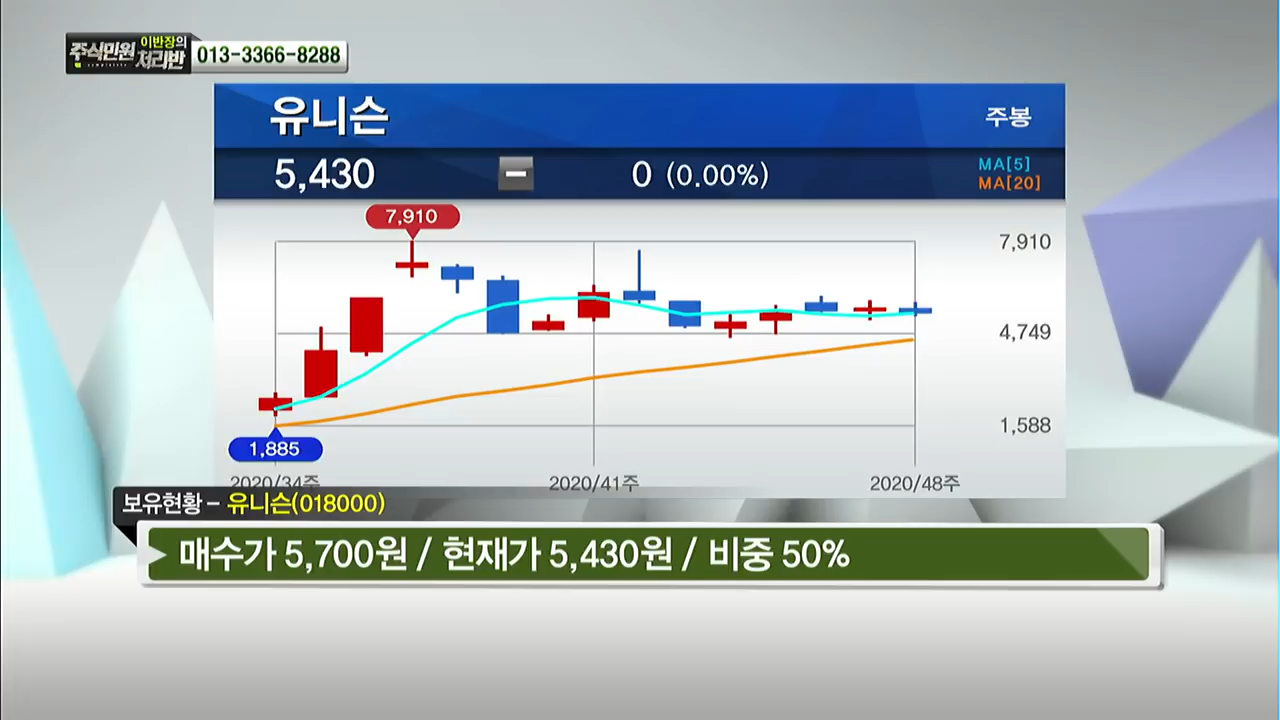 주식민원 이반장의 처리반
013-3366-8288
유니슨
주봉
5,430 0 (0.00%)
MA[5]
MA[20]
7,910
7,910
4,749
1,588
1,885
2020/34주 2020/41주 2020/48주
보유현황 - 유니슨(018000)
매수가 5,700원 / 현재가 5,430원 / 비중 50%